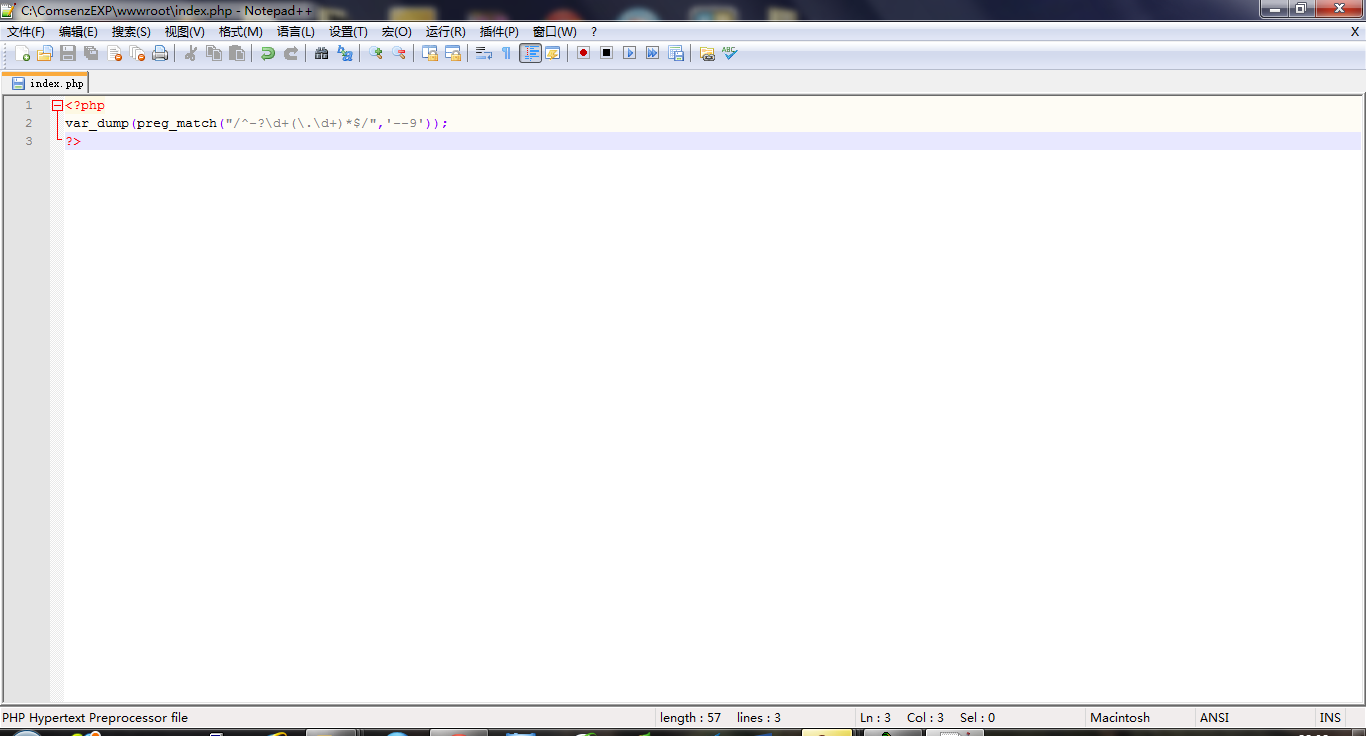 C:\ComsenzEXP\wwwroot\index.php - Notepad++
文件(F) 编辑(E) 搜索(S) 视图(V) 格式(M) 语言(L) 设置(T) 宏(O) 运行(R) 插件(P) 窗口(W) ? X
index.php
1 <?php
2 var_dump(preg_match("/^-?\d+(\.\d+)*$/",'--9'));
3 ?>
PHP Hypertext Preprocessor file length : 57 lines : 3 Ln : 3 Col : 3 Sel : 0 Macintosh ANSI INS